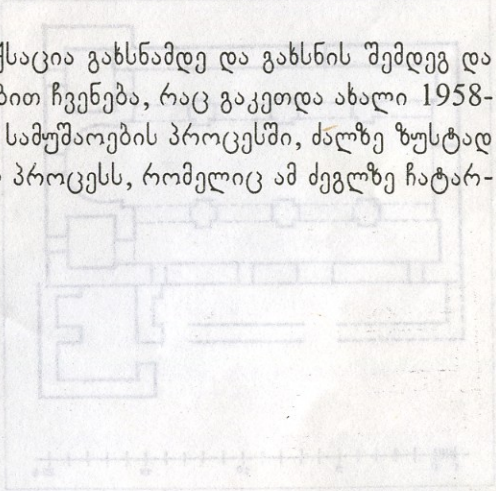 ქსაცია გახსნამდე და გახსნის შემდეგ და
ბით ჩვენება, რაც გაკეთდა ახალი 1958-
სამუშაოების პროცესში, ძალზე ზუსტად
პროცესს, რომელიც ამ ძეგლზე ჩატარ-